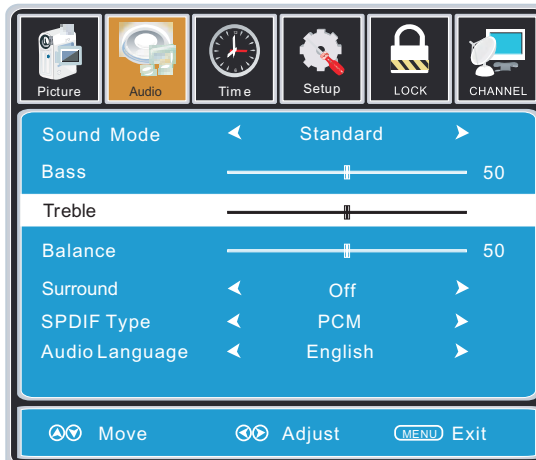 Picture Audio Time Setup LOCK CHANNEL
Sound Mode Standard
Bass 50
Treble
Balance 50
Surround Off
SPDIF Type PCM
Audio Language English
Move Adjust MENU Exit